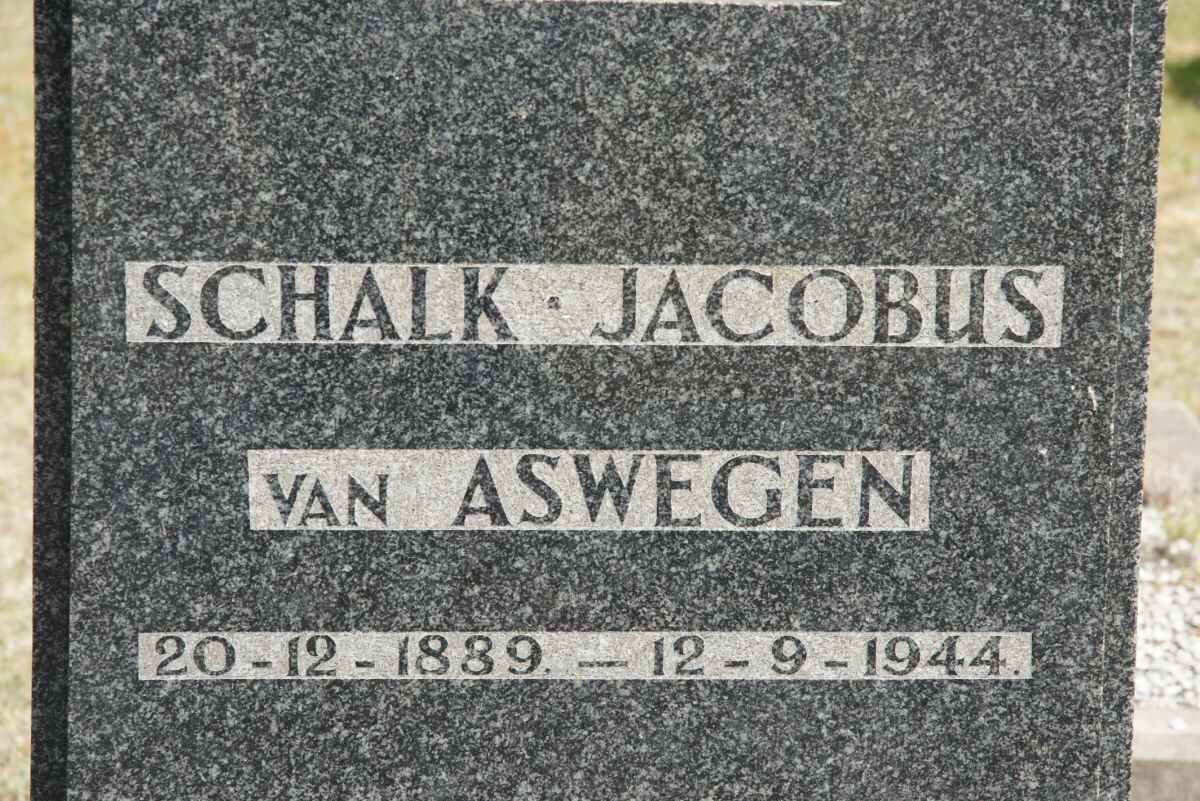 SCHALK · JACOBUS
VAN ASWEGEN
20-12-1889. — 12-9-1944.